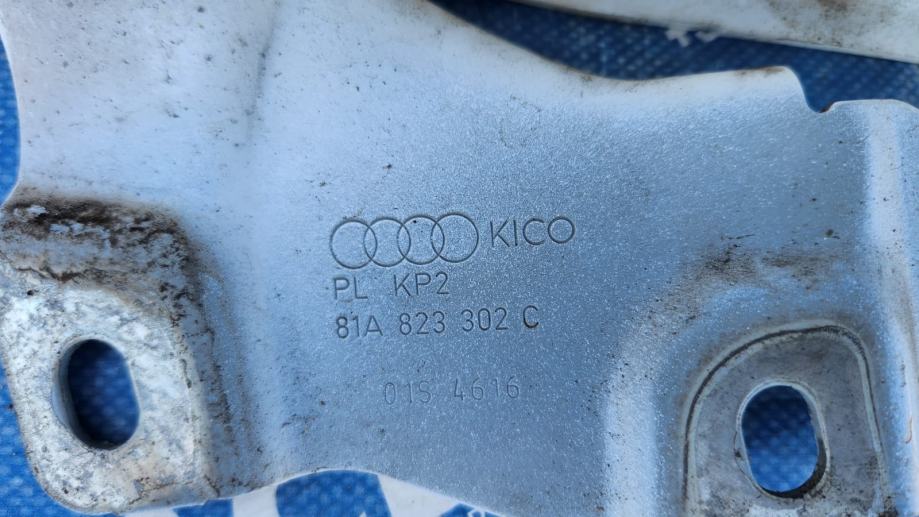 KICO
PL KP2
81A 823 302 C
01S 4616